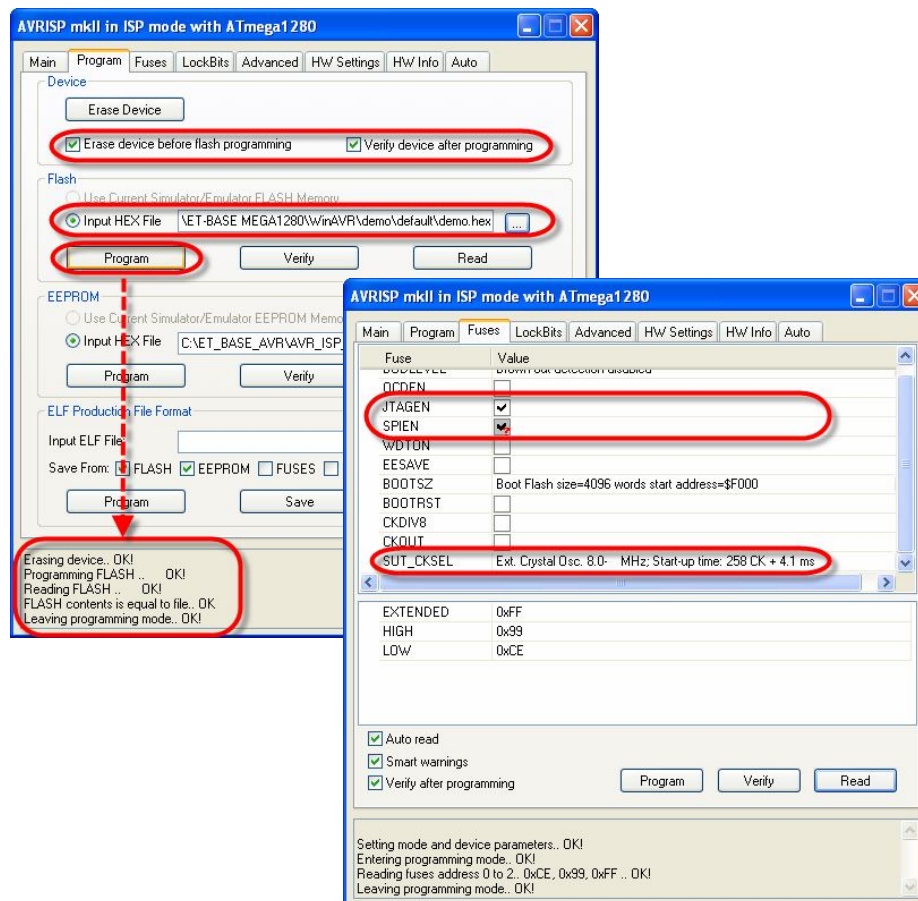 AVRISP mkII in ISP mode with ATmega1280
Main Program Fuses LockBits Advanced HW Settings HW Info Auto
Device
Erase Device
Erase device before flash programming Verify device after programming
Flash
Use Current Simulator/Emulator FLASH Memory
Input HEX File \ET-BASE MEGA1280\WinAVR\demo\default\demo.hex ...
Program Verify Read
EEPROM
Use Current Simulator/Emulator EEPROM Memo
Input HEX File C:\ET_BASE_AVR\AVR_ISP_
Program Verify
ELF Production File Format
Input ELF File:
Save From: FLASH EEPROM FUSES
Program Save
Erasing device.. OK!
Programming FLASH .. OK!
Reading FLASH .. OK!
FLASH contents is equal to file.. OK
Leaving programming mode.. OK!
AVRISP mkII in ISP mode with ATmega1280
Main Program Fuses LockBits Advanced HW Settings HW Info Auto
Fuse Value
BODLEVEL Brown-out detection disabled
OCDEN
JTAGEN
SPIEN
WDTON
EESAVE
BOOTSZ Boot Flash size=4096 words start address=$F000
BOOTRST
CKDIV8
CKOUT
SUT_CKSEL Ext. Crystal Osc. 8.0- MHz; Start-up time: 258 CK + 4.1 ms
EXTENDED 0xFF
HIGH 0x99
LOW 0xCE
Auto read
Smart warnings
Verify after programming
Program Verify Read
Setting mode and device parameters.. OK!
Entering programming mode.. OK!
Reading fuses address 0 to 2.. 0xCE, 0x99, 0xFF .. OK!
Leaving programming mode.. OK!